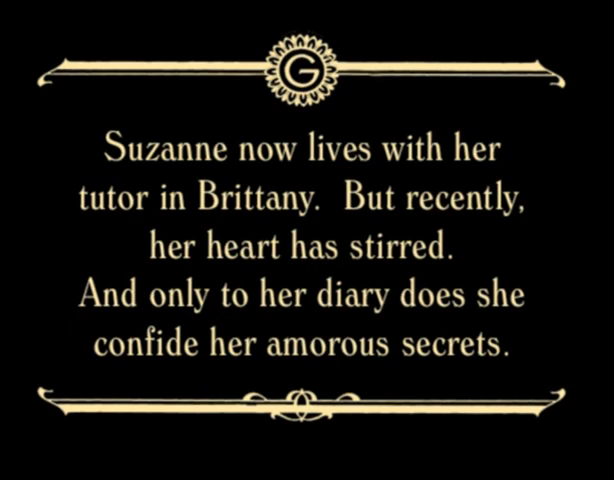 G
Suzanne now lives with her
tutor in Brittany. But recently,
her heart has stirred.
And only to her diary does she
confide her amorous secrets.